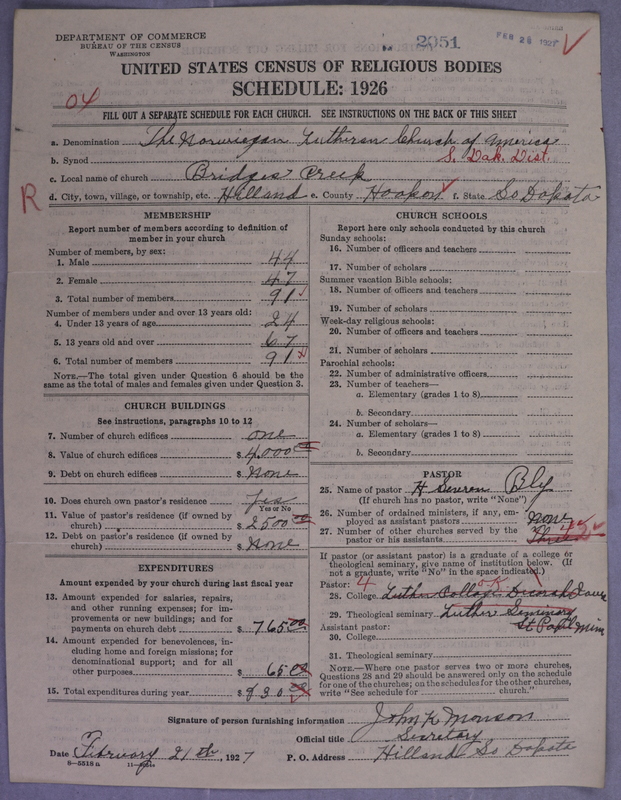 DEPARTMENT OF COMMERCE
BUREAU OF THE CENSUS
WASHINGTON
2051
FEB 26 1927
UNITED STATES CENSUS OF RELIGIOUS BODIES
SCHEDULE: 1926
04
FILL OUT A SEPARATE SCHEDULE FOR EACH CHURCH. SEE INSTRUCTIONS ON THE BACK OF THIS SHEET
a. Denomination The Norwiegan Lutheran Church of America
b. Synod S. Dak. Dist.
c. Local name of church Bridges Creek
R
d. City, town, village, or township, etc. Hilland e. County Haakon f. State So Dakota
MEMBERSHIP
Report number of members according to definition of
member in your church
Number of members, by sex:
1. Male 44
2. Female 47
3. Total number of members 91
Number of members under and over 13 years old:
4. Under 13 years of age 24
5. 13 years old and over 67
6. Total number of members 91
NOTE.—The total given under Question 6 should be
same as the total of males and females given under Question 3.
CHURCH BUILDINGS
See instructions, paragraphs 10 to 12
7. Number of church edifices one
8. Value of church edifices $ 4000 00
9. Debt on church edifices $ None
10. Does church own pastor's residence yes
Yes or No
11. Value of pastor's residence (if owned by
church) $ 2500 00
12. Debt on pastor's residence (if owned by
church) $ None
EXPENDITURES
Amount expended by your church during last fiscal year
13. Amount expended for salaries, repairs,
and other running expenses; for im-
provements or new buildings; and for
payments on church debt $ 765 00
14. Amount expended for benevolences, in-
cluding home and foreign missions; for
denominational support; and for all
other purposes $ 65 00
15. Total expenditures during year $ 830 00
CHURCH SCHOOLS
Report here only schools conducted by this church
Sunday schools:
16. Number of officers and teachers
17. Number of scholars
Summer vacation Bible schools:
18. Number of officers and teachers
19. Number of scholars
Week-day religious schools:
20. Number of officers and teachers
21. Number of scholars
Parochial schools:
22. Number of administrative officers
23. Number of teachers—
a. Elementary (grades 1 to 8)
b. Secondary
24. Number of scholars—
a. Elementary (grades 1 to 8)
b. Secondary
PASTOR
25. Name of pastor H Severen Bly
(If church has no pastor, write "None")
26. Number of ordained ministers, if any, em-
ployed as assistant pastors none
27. Number of other churches served by the
pastor or his assistants Three
If pastor (or assistant pastor) is a graduate of a college or
theological seminary, give name of institution below. (If
not a graduate, write "No" in the space indicated.)
Pastor: 4 OK
28. College Luther Collage Decorah Iowa
29. Theological seminary Luther Seminary
Assistant pastor: St Paul Minn
30. College
31. Theological seminary
NOTE.—Where one pastor serves two or more churches,
Questions 28 and 29 should be answered only on the schedule
for one of the churches; on the schedules for the other churches,
write "See schedule for church."
Signature of person furnishing information John K Monson
Official title Secretary
Date February 21th, 1927 P. O. Address Hilland So Dakota
8—5518 a